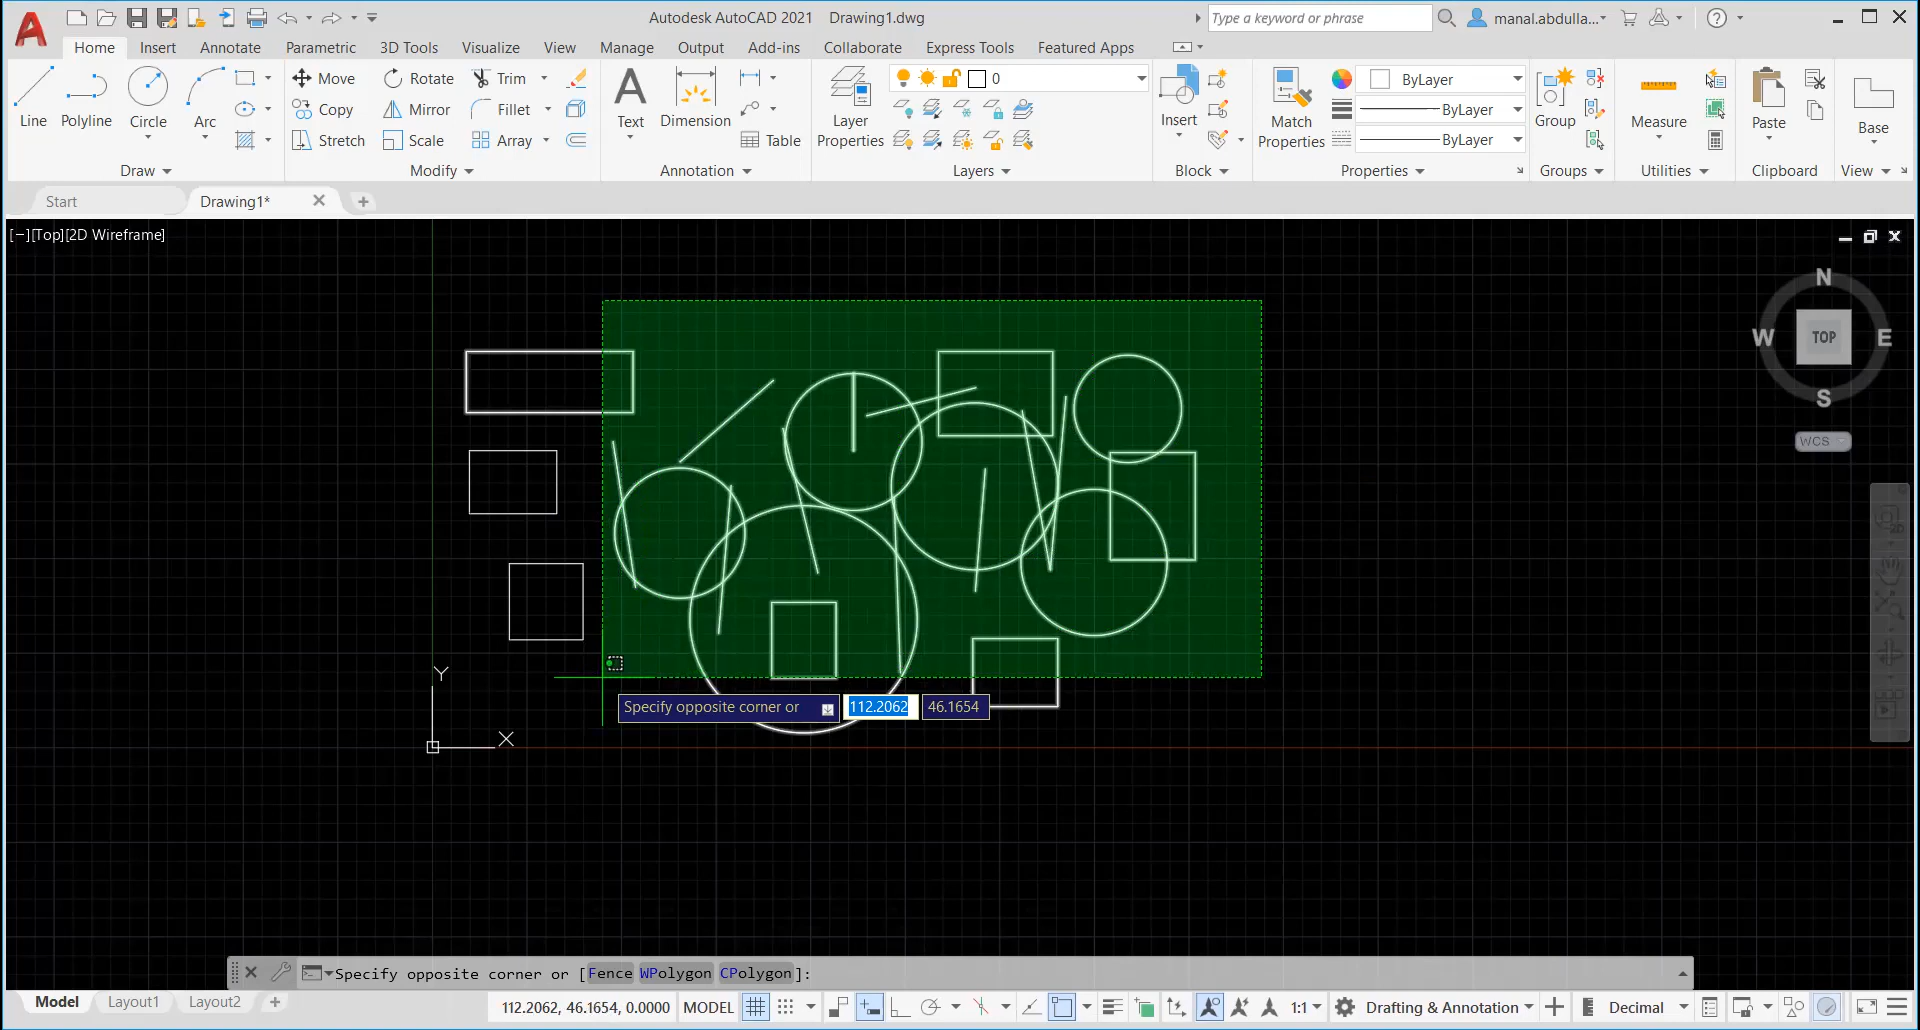 Autodesk AutoCAD 2021 Drawing1.dwg
Type a keyword or phrase
manal.abdulla...
Home Insert Annotate Parametric 3D Tools Visualize View Manage Output Add-ins Collaborate Express Tools Featured Apps
Line Polyline Circle Arc
Move Rotate Trim
Copy Mirror Fillet
Stretch Scale Array
Text Dimension Table
Layer Properties
0
Insert
Match Properties
ByLayer
ByLayer
ByLayer
Group
Measure
Paste
Base
Draw Modify Annotation Layers Block Properties Groups Utilities Clipboard View
Start Drawing1*
[−][Top][2D Wireframe]
N
W TOP E
S
WCS
Y
X
Specify opposite corner or 112.2062 46.1654
Specify opposite corner or [Fence WPolygon CPolygon]:
Model Layout1 Layout2
112.2062, 46.1654, 0.0000 MODEL 1:1 Drafting & Annotation Decimal